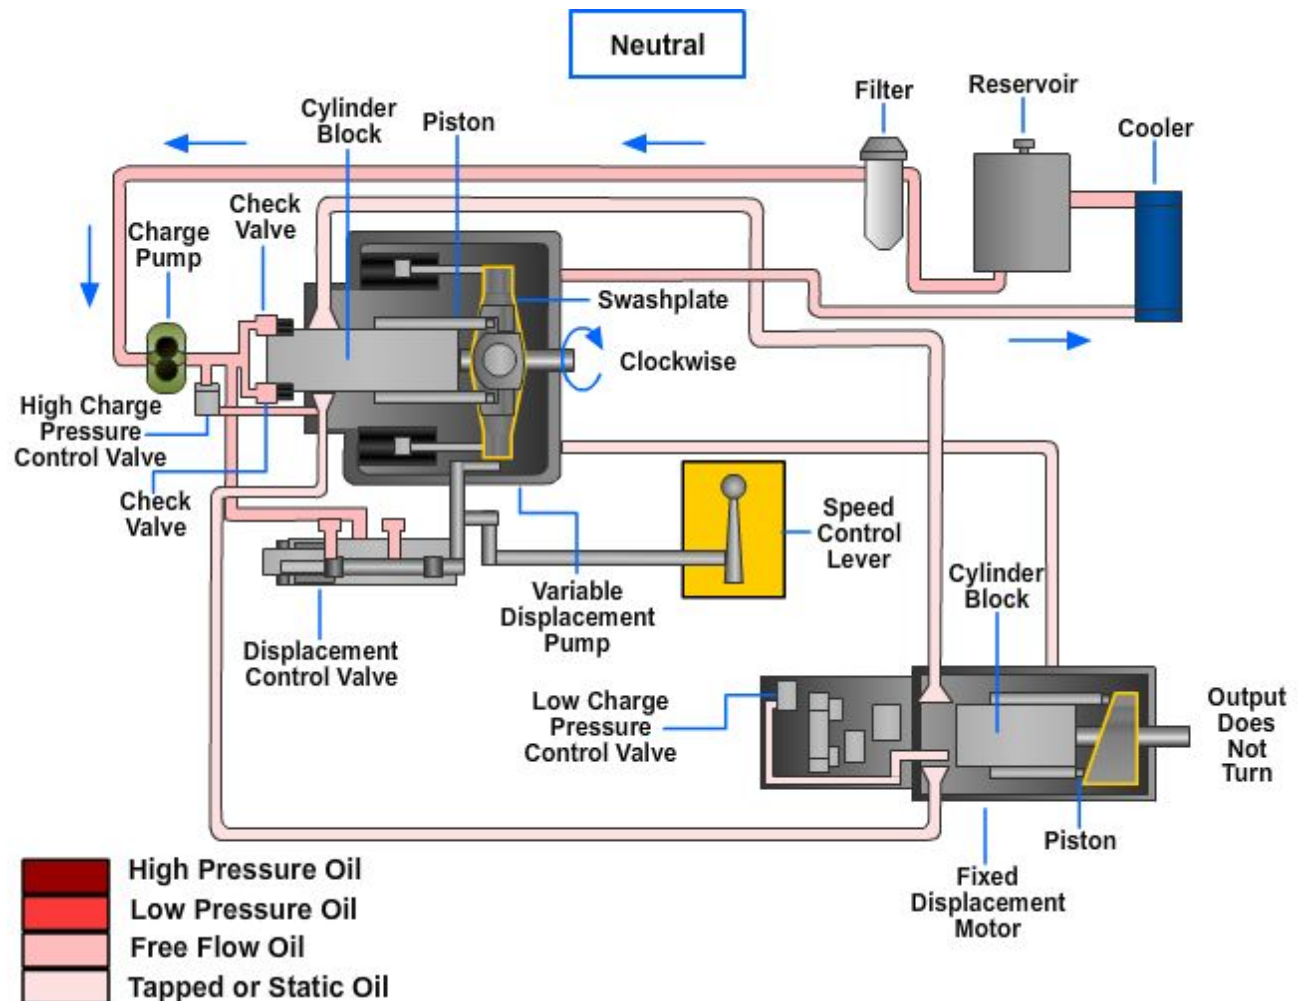 Neutral
Filter
Reservoir
Cooler
Cylinder
Block
Piston
Check
Valve
Charge
Pump
Swashplate
Clockwise
High Charge
Pressure
Control Valve
Check
Valve
Speed
Control
Lever
Variable
Displacement
Pump
Displacement
Control Valve
Cylinder
Block
Low Charge
Pressure
Control Valve
Output
Does
Not
Turn
Piston
Fixed
Displacement
Motor
High Pressure Oil
Low Pressure Oil
Free Flow Oil
Tapped or Static Oil